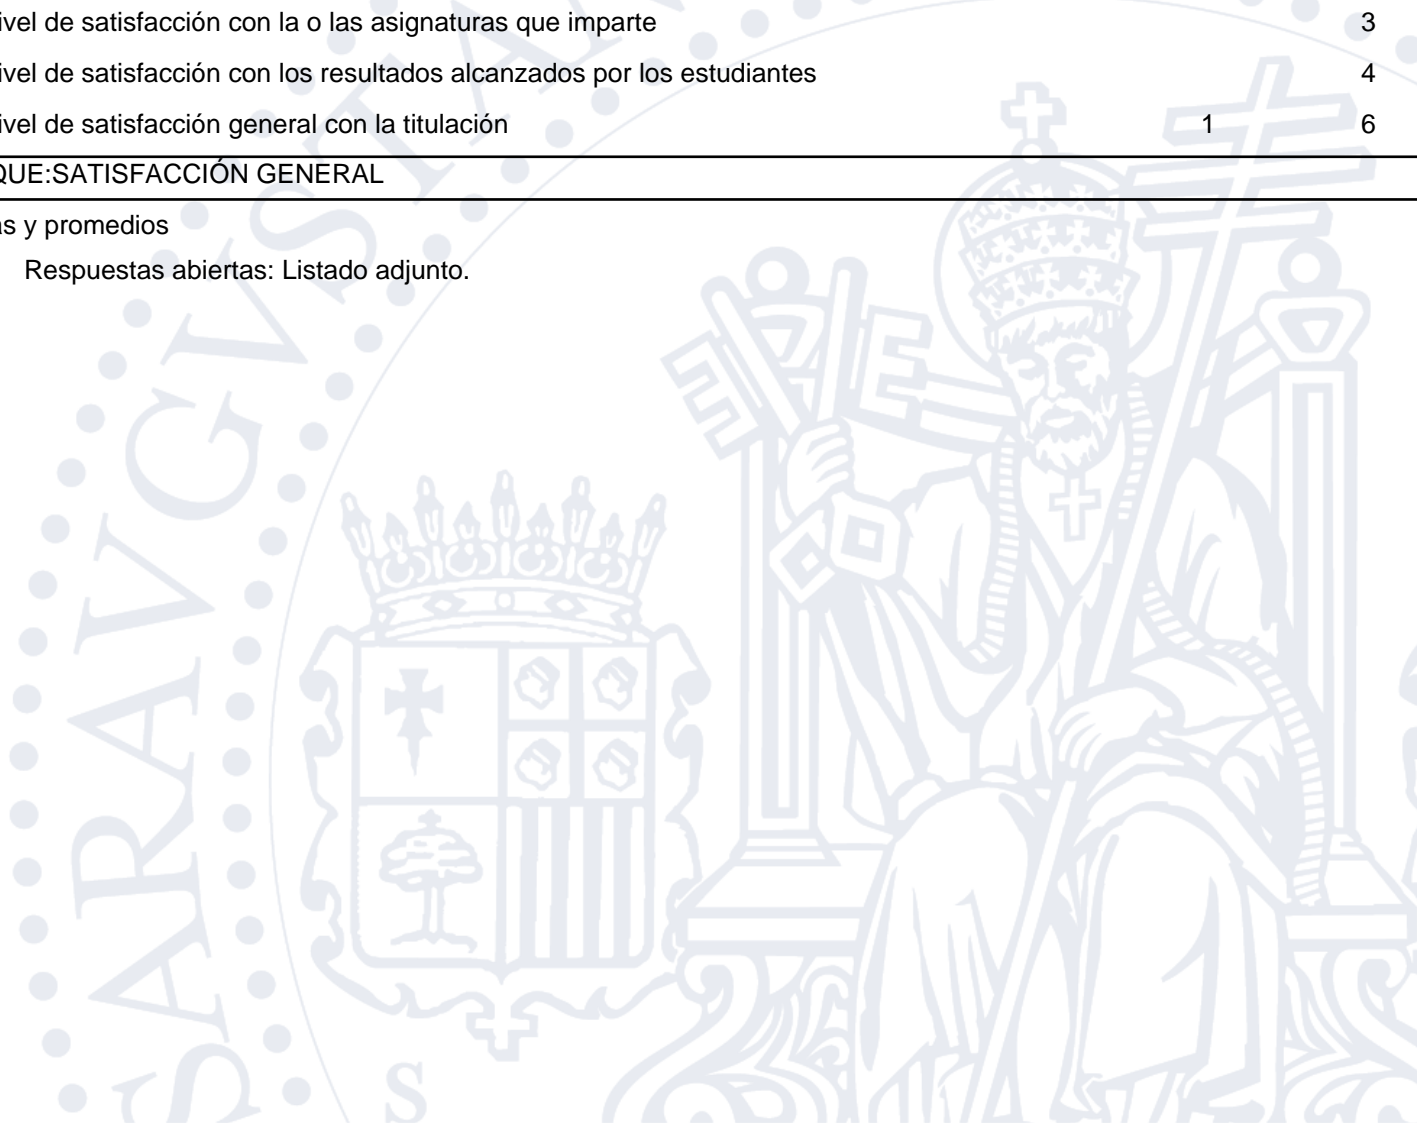 ivel de satisfacción con la o las asignaturas que imparte 3
ivel de satisfacción con los resultados alcanzados por los estudiantes 4
ivel de satisfacción general con la titulación 1 6
QUE:SATISFACCIÓN GENERAL
as y promedios
Respuestas abiertas: Listado adjunto.
SARAVGVSTAN
S